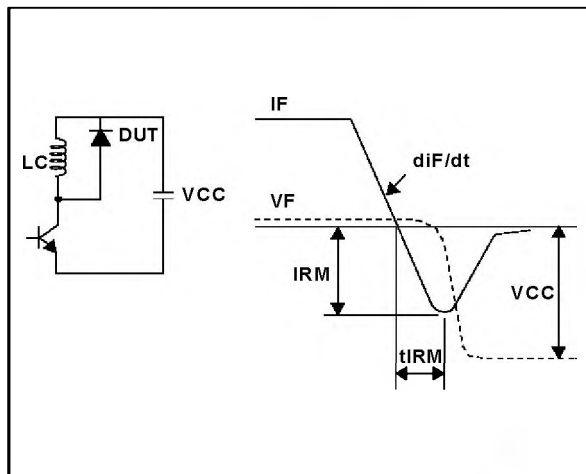 DUT
LC
VCC
IF
diF/dt
VF
IRM
VCC
tIRM